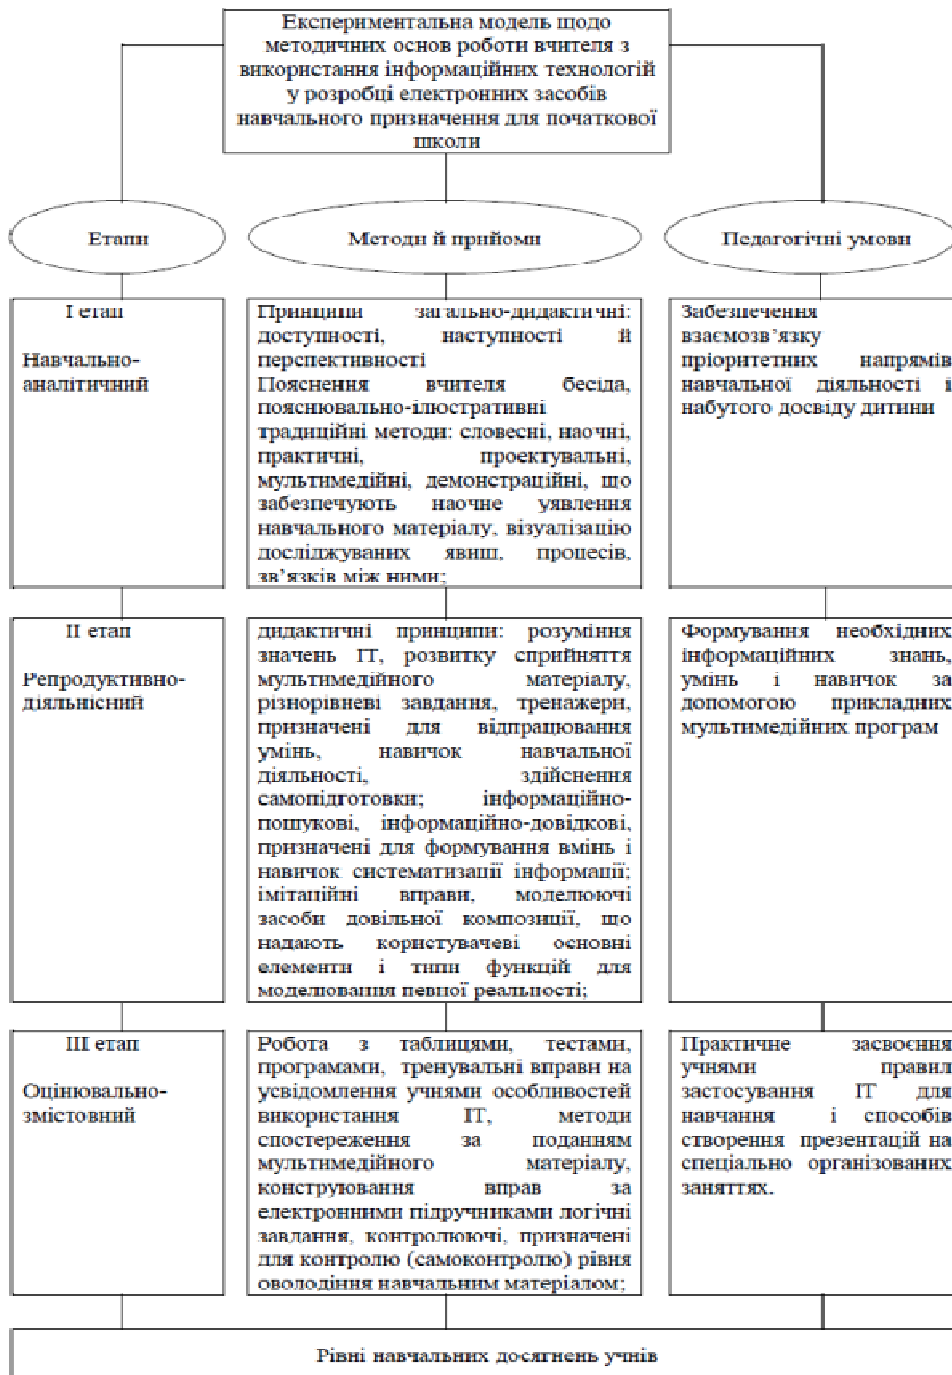 Експериментальна модель щодо
методичних основ роботи вчителя з
використання інформаційних технологій
у розробці електронних засобів
навчального призначення для початкової
школи
Етапи
Методи й прийоми
Педагогічні умови
І етап
Навчально-
аналітичний
Принципи загально-дидактичні:
доступності, наступності й
перспективності
Пояснення вчителя бесіда,
пояснювально-ілюстративні
традиційні методи: словесні, наочні,
практичні, проектувальні,
мультимедійні, демонстраційні, що
забезпечують наочне уявлення
навчального матеріалу, візуалізацію
досліджуваних явищ, процесів,
зв’язків між ними;
Забезпечення
взаємозв’язку
пріоритетних напрямів
навчальної діяльності і
набутого досвіду дитини
ІІ етап
Репродуктивно-
діяльнісний
дидактичні принципи: розуміння
значень ІТ, розвитку сприйняття
мультимедійного матеріалу,
різнорівневі завдання, тренажери,
призначені для відпрацювання
умінь, навичок навчальної
діяльності, здійснення
самопідготовки; інформаційно-
пошукові, інформаційно-довідкові,
призначені для формування вмінь і
навичок систематизації інформації;
імітаційні вправи, моделюючі
засоби довільної композиції, що
надають користувачеві основні
елементи і типи функцій для
моделювання певної реальності;
Формування необхідних
інформаційних знань,
умінь і навичок за
допомогою прикладних
мультимедійних програм
ІІІ етап
Оцінювально-
змістовний
Робота з таблицями, тестами,
програмами, тренувальні вправи на
усвідомлення учнями особливостей
використання ІТ, методи
спостереження за поданням
мультимедійного матеріалу,
конструювання вправ за
електронними підручниками логічні
завдання, контролюючі, призначені
для контролю (самоконтролю) рівня
оволодіння навчальним матеріалом;
Практичне засвоєння
учнями правил
застосування ІТ для
навчання і способів
створення презентацій на
спеціально організованих
заняттях.
Рівні навчальних досягнень учнів